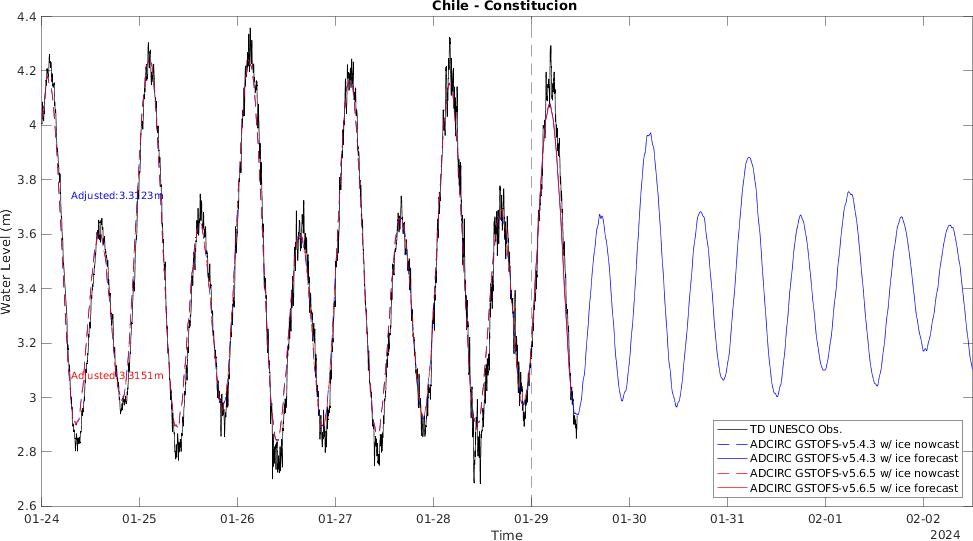 Chile - Constitucion
4.4
4.2
4
3.8
3.6
3.4
3.2
3
2.8
2.6
Water Level (m)
Adjusted:3.3123m
Adjusted:3.3151m
TD UNESCO Obs.
ADCIRC GSTOFS-v5.4.3 w/ ice nowcast
ADCIRC GSTOFS-v5.4.3 w/ ice forecast
ADCIRC GSTOFS-v5.6.5 w/ ice nowcast
ADCIRC GSTOFS-v5.6.5 w/ ice forecast
01-24 01-25 01-26 01-27 01-28 01-29 01-30 01-31 02-01 02-02
Time
2024